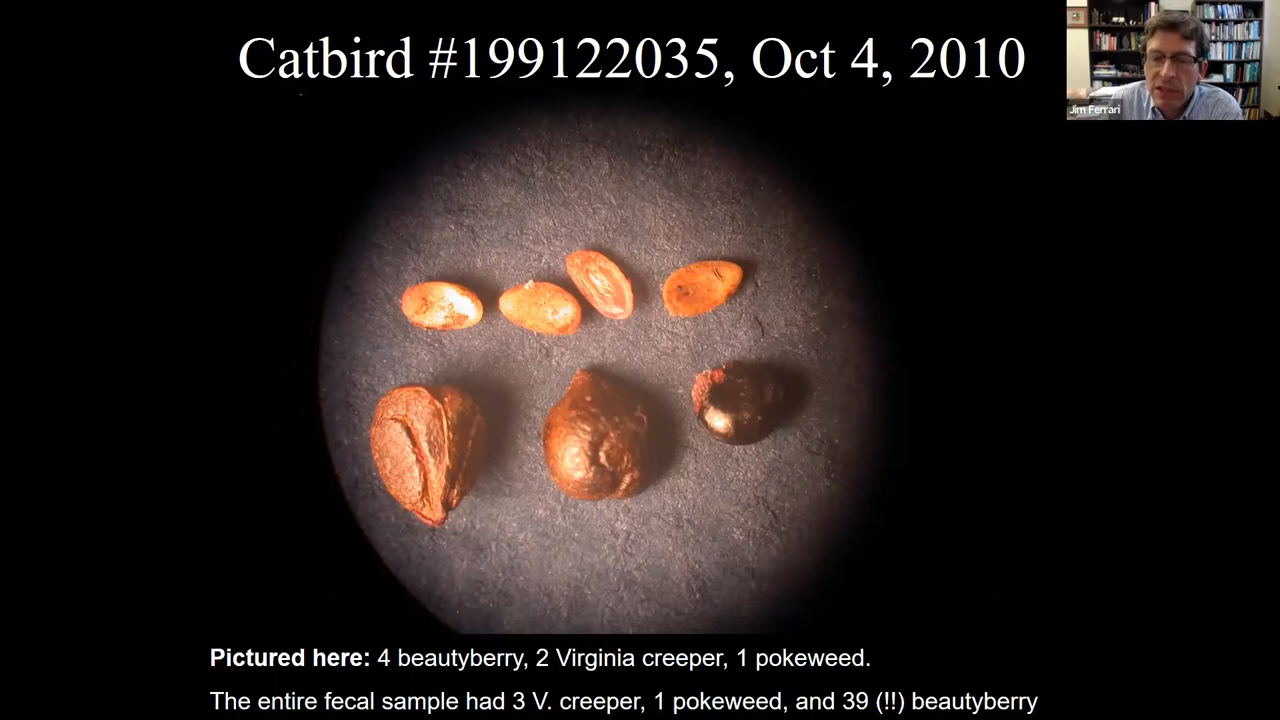 Catbird #199122035, Oct 4, 2010
Jim Ferrari
Pictured here: 4 beautyberry, 2 Virginia creeper, 1 pokeweed.
The entire fecal sample had 3 V. creeper, 1 pokeweed, and 39 (!!) beautyberry